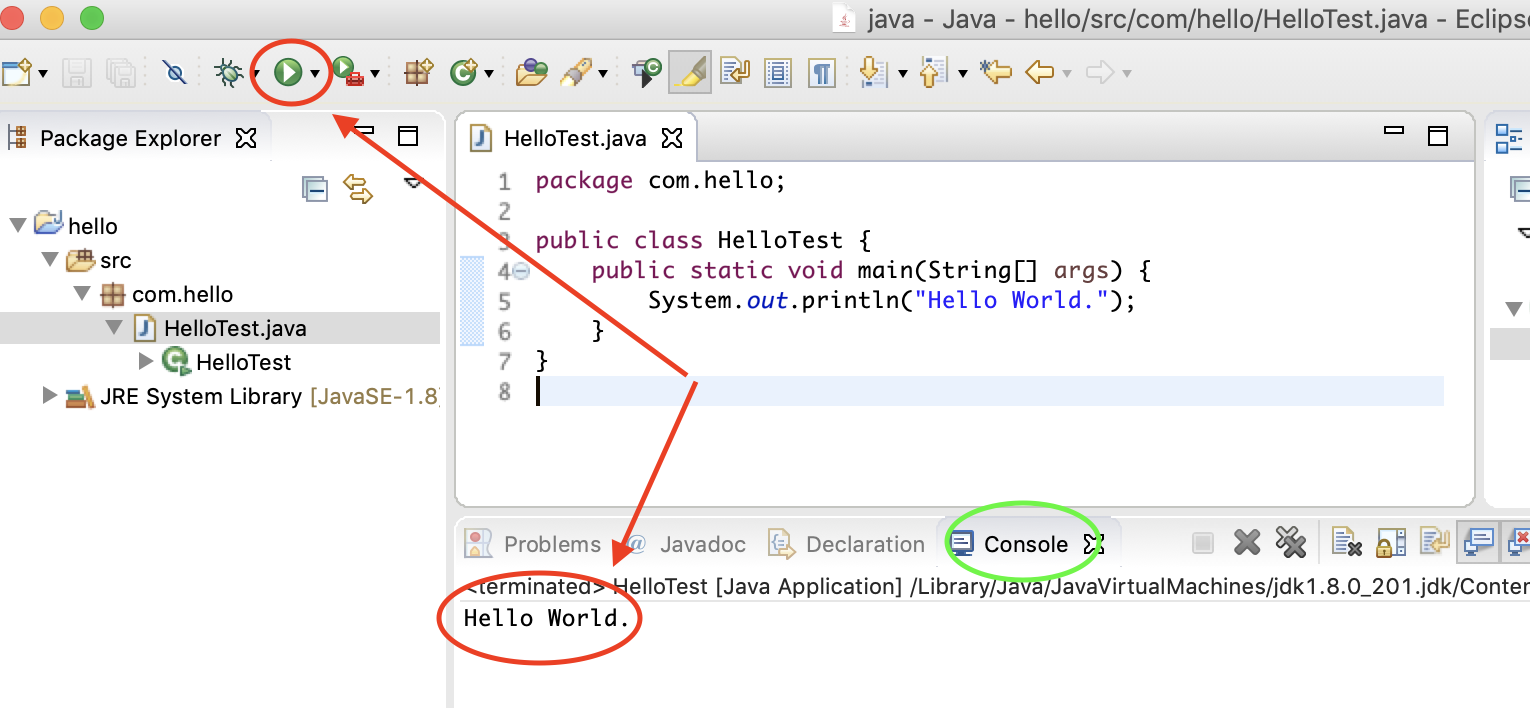 java - Java - hello/src/com/hello/HelloTest.java - Eclips
Package Explorer
hello
src
com.hello
HelloTest.java
HelloTest
JRE System Library [JavaSE-1.8]
HelloTest.java
1 package com.hello;
2
3 public class HelloTest {
4 public static void main(String[] args) {
5 System.out.println("Hello World.");
6 }
7 }
8
Problems @ Javadoc Declaration Console
<terminated> HelloTest [Java Application] /Library/Java/JavaVirtualMachines/jdk1.8.0_201.jdk/Conten
Hello World.